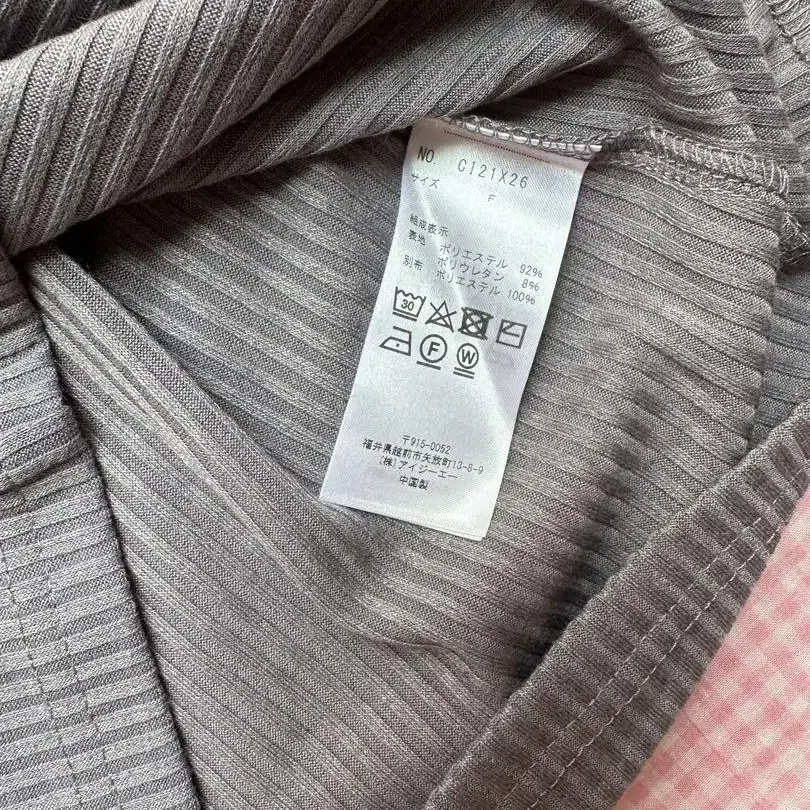 NO. CI21X26
サイズ F
組成表示
表地 ポリエステル 92%
ポリウレタン 8%
別布 ポリエステル 100%
30
F W
〒915-0052
福井県越前市矢放町13-8-9
(株)アイジーエー
中国製